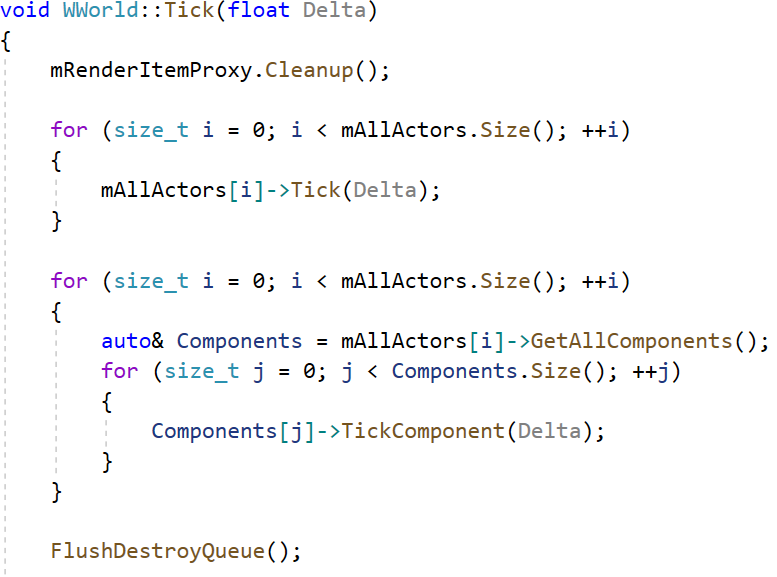 void WWorld::Tick(float Delta)
{
mRenderItemProxy.Cleanup();
for (size_t i = 0; i < mAllActors.Size(); ++i)
{
mAllActors[i]->Tick(Delta);
}
for (size_t i = 0; i < mAllActors.Size(); ++i)
{
auto& Components = mAllActors[i]->GetAllComponents();
for (size_t j = 0; j < Components.Size(); ++j)
{
Components[j]->TickComponent(Delta);
}
}
FlushDestroyQueue();